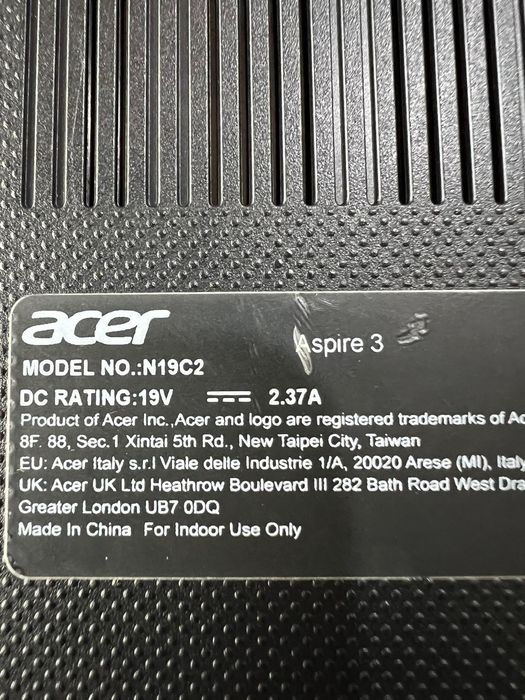 acer
Aspire 3
MODEL NO.:N19C2
DC RATING:19V 2.37A
Product of Acer Inc.,Acer and logo are registered trademarks of Ac
8F. 88, Sec.1 Xintai 5th Rd., New Taipei City, Taiwan
EU: Acer Italy s.r.l Viale delle Industrie 1/A, 20020 Arese (MI), Italy
UK: Acer UK Ltd Heathrow Boulevard III 282 Bath Road West Dra
Greater London UB7 0DQ
Made In China For Indoor Use Only